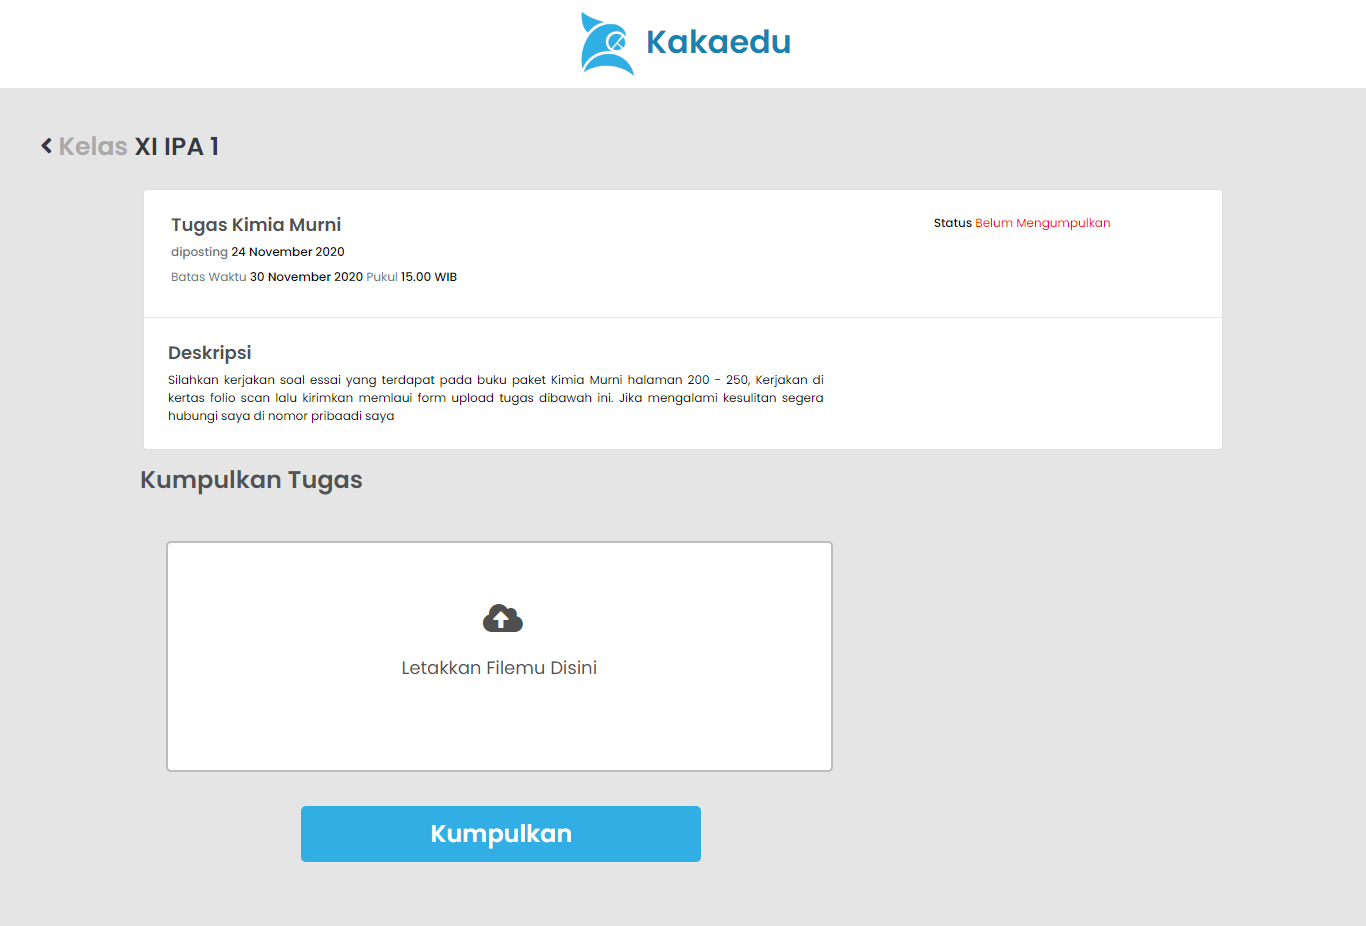 Kakaedu
Kelas XI IPA 1
Tugas Kimia Murni
Status Belum Mengumpulkan
diposting 24 November 2020
Batas Waktu 30 November 2020 Pukul 15.00 WIB
Deskripsi
Silahkan kerjakan soal essai yang terdapat pada buku paket Kimia Murni halaman 200 - 250, Kerjakan di
kertas folio scan lalu kirimkan memlaui form upload tugas dibawah ini. Jika mengalami kesulitan segera
hubungi saya di nomor pribaadi saya
Kumpulkan Tugas
Letakkan Filemu Disini
Kumpulkan